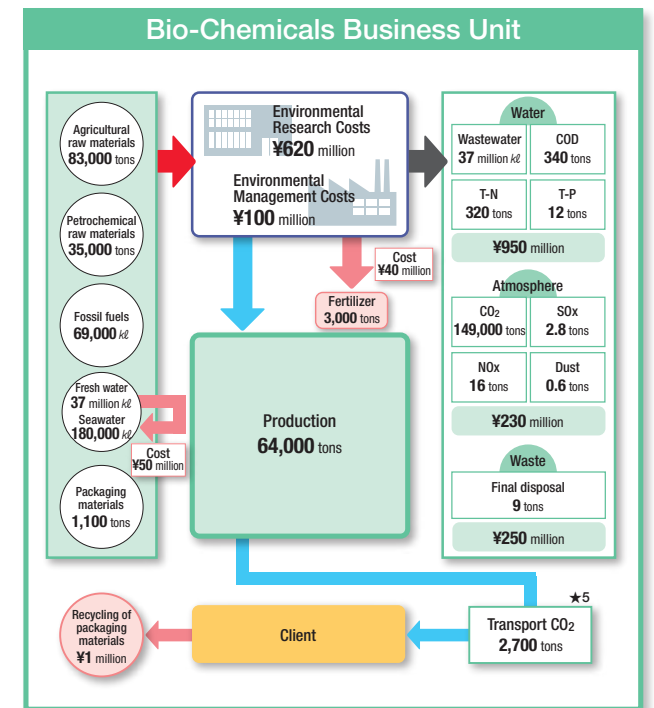 Bio-Chemicals Business Unit
Agricultural
raw materials
83,000 tons
Petrochemical
raw materials
35,000 tons
Fossil fuels
69,000 kℓ
Fresh water
37 million kℓ
Seawater
180,000 kℓ
Cost
¥50 million
Packaging
materials
1,100 tons
Environmental
Research Costs
¥620 million
Environmental
Management Costs
¥100 million
Cost
¥40 million
Fertilizer
3,000 tons
Production
64,000 tons
Water
Wastewater
37 million kℓ
COD
340 tons
T-N
320 tons
T-P
12 tons
¥950 million
Atmosphere
CO₂
149,000 tons
SOx
2.8 tons
NOx
16 tons
Dust
0.6 tons
¥230 million
Waste
Final disposal
9 tons
¥250 million
★5
Transport CO₂
2,700 tons
Client
Recycling of
packaging
materials
¥1 million